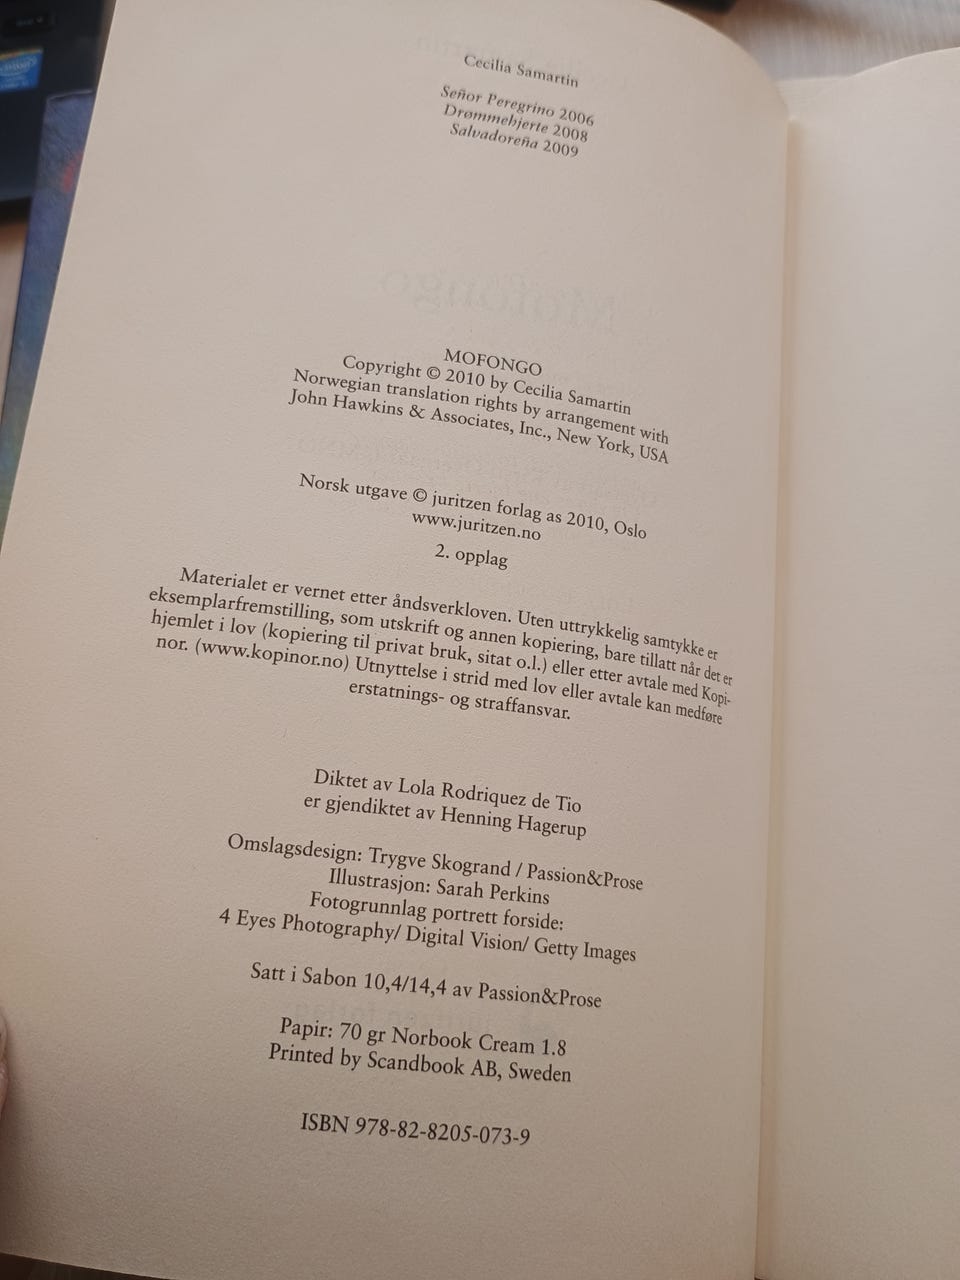 Cecilia Samartin
Señor Peregrino 2006
Drømmehjerte 2008
Salvadoreña 2009
Mofongo
MOFONGO
Copyright © 2010 by Cecilia Samartin
Norwegian translation rights by arrangement with
John Hawkins & Associates, Inc., New York, USA
Norsk utgave © juritzen forlag as 2010, Oslo
www.juritzen.no
2. opplag
Materialet er vernet etter åndsverkloven. Uten uttrykkelig samtykke er
eksemplarfremstilling, som utskrift og annen kopiering, bare tillatt når det er
hjemlet i lov (kopiering til privat bruk, sitat o.l.) eller etter avtale med Kopi-
nor. (www.kopinor.no) Utnyttelse i strid med lov eller avtale kan medføre
erstatnings- og straffansvar.
Diktet av Lola Rodriquez de Tio
er gjendiktet av Henning Hagerup
Omslagsdesign: Trygve Skogrand / Passion&Prose
Illustrasjon: Sarah Perkins
Fotogrunnlag portrett forside:
4 Eyes Photography/ Digital Vision/ Getty Images
Satt i Sabon 10,4/14,4 av Passion&Prose
Papir: 70 gr Norbook Cream 1.8
Printed by Scandbook AB, Sweden
ISBN 978-82-8205-073-9